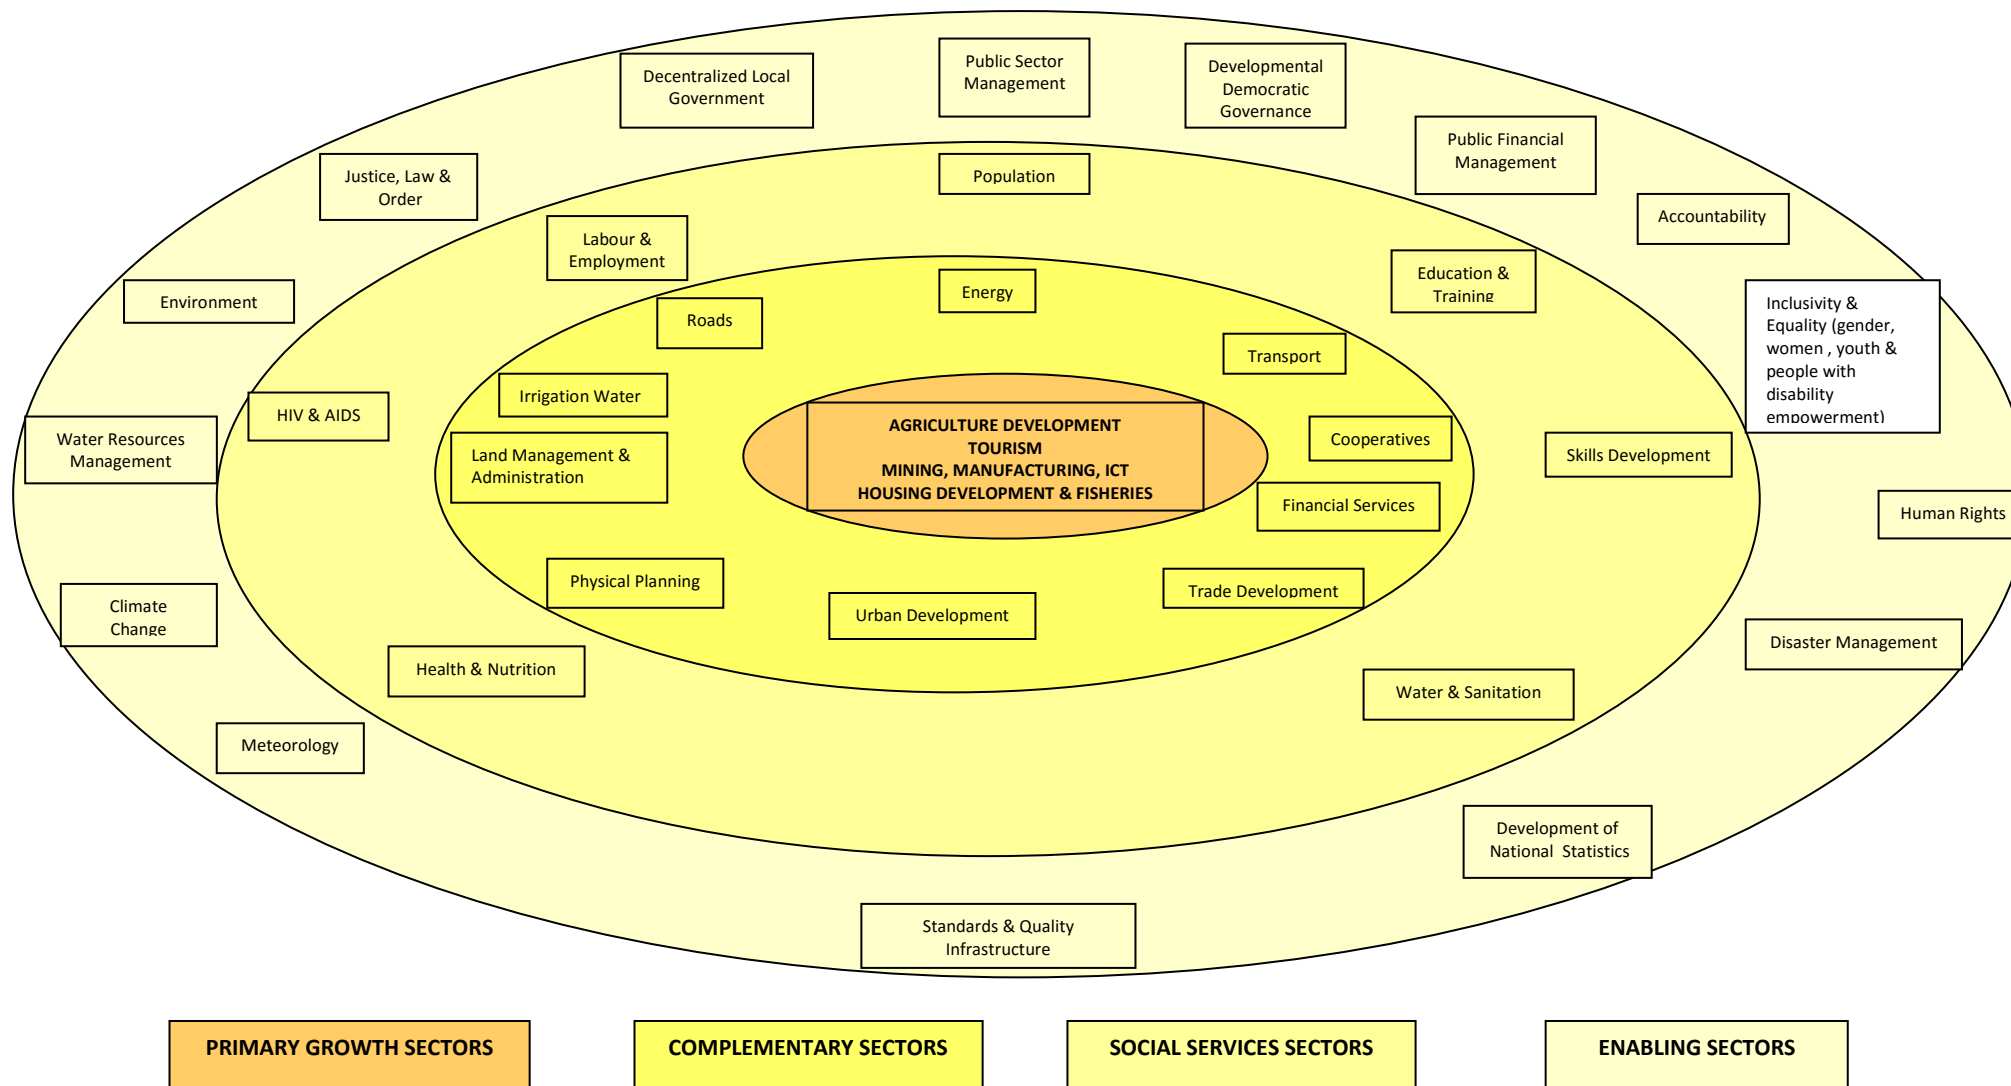 Decentralized Local
Government
Public Sector
Management
Developmental
Democratic
Governance
Public Financial
Management
Justice, Law &
Order
Population
Accountability
Labour &
Employment
Education &
Training
Environment
Energy
Inclusivity &
Equality (gender,
women , youth &
people with
disability
empowerment)
Roads
Transport
Irrigation Water
HIV & AIDS
Water Resources
Management
Land Management &
Administration
AGRICULTURE DEVELOPMENT
TOURISM
MINING, MANUFACTURING, ICT
HOUSING DEVELOPMENT & FISHERIES
Cooperatives
Skills Development
Financial Services
Human Rights
Physical Planning
Trade Development
Urban Development
Climate
Change
Disaster Management
Health & Nutrition
Water & Sanitation
Meteorology
Development of
National  Statistics
Standards & Quality
Infrastructure
PRIMARY GROWTH SECTORS
COMPLEMENTARY SECTORS
SOCIAL SERVICES SECTORS
ENABLING SECTORS